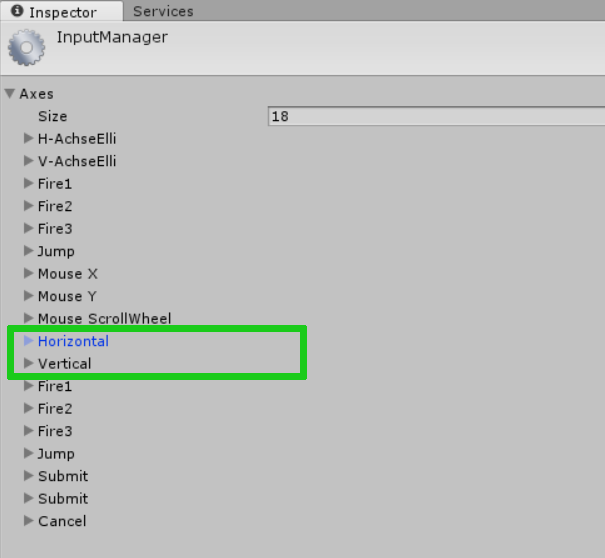 Inspector Services
InputManager
Axes
Size 18
H-AchseElli
V-AchseElli
Fire1
Fire2
Fire3
Jump
Mouse X
Mouse Y
Mouse ScrollWheel
Horizontal
Vertical
Fire1
Fire2
Fire3
Jump
Submit
Submit
Cancel